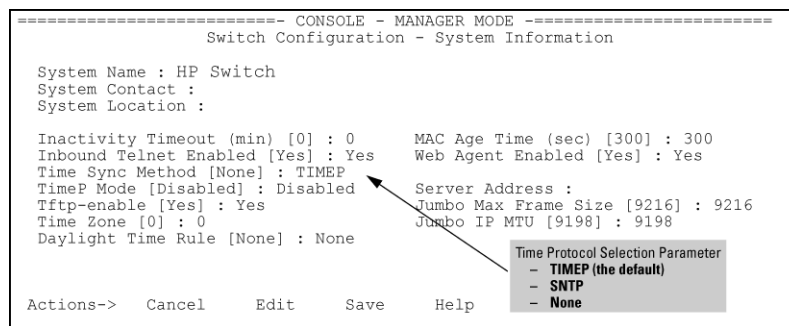 ==========================- CONSOLE - MANAGER MODE -========================
Switch Configuration - System Information
System Name : HP Switch
System Contact :
System Location :
Inactivity Timeout (min) [0] : 0 MAC Age Time (sec) [300] : 300
Inbound Telnet Enabled [Yes] : Yes Web Agent Enabled [Yes] : Yes
Time Sync Method [None] : TIMEP
TimeP Mode [Disabled] : Disabled Server Address :
Tftp-enable [Yes] : Yes Jumbo Max Frame Size [9216] : 9216
Time Zone [0] : 0 Jumbo IP MTU [9198] : 9198
Daylight Time Rule [None] : None
Time Protocol Selection Parameter
– TIMEP (the default)
– SNTP
– None
Actions-> Cancel Edit Save Help